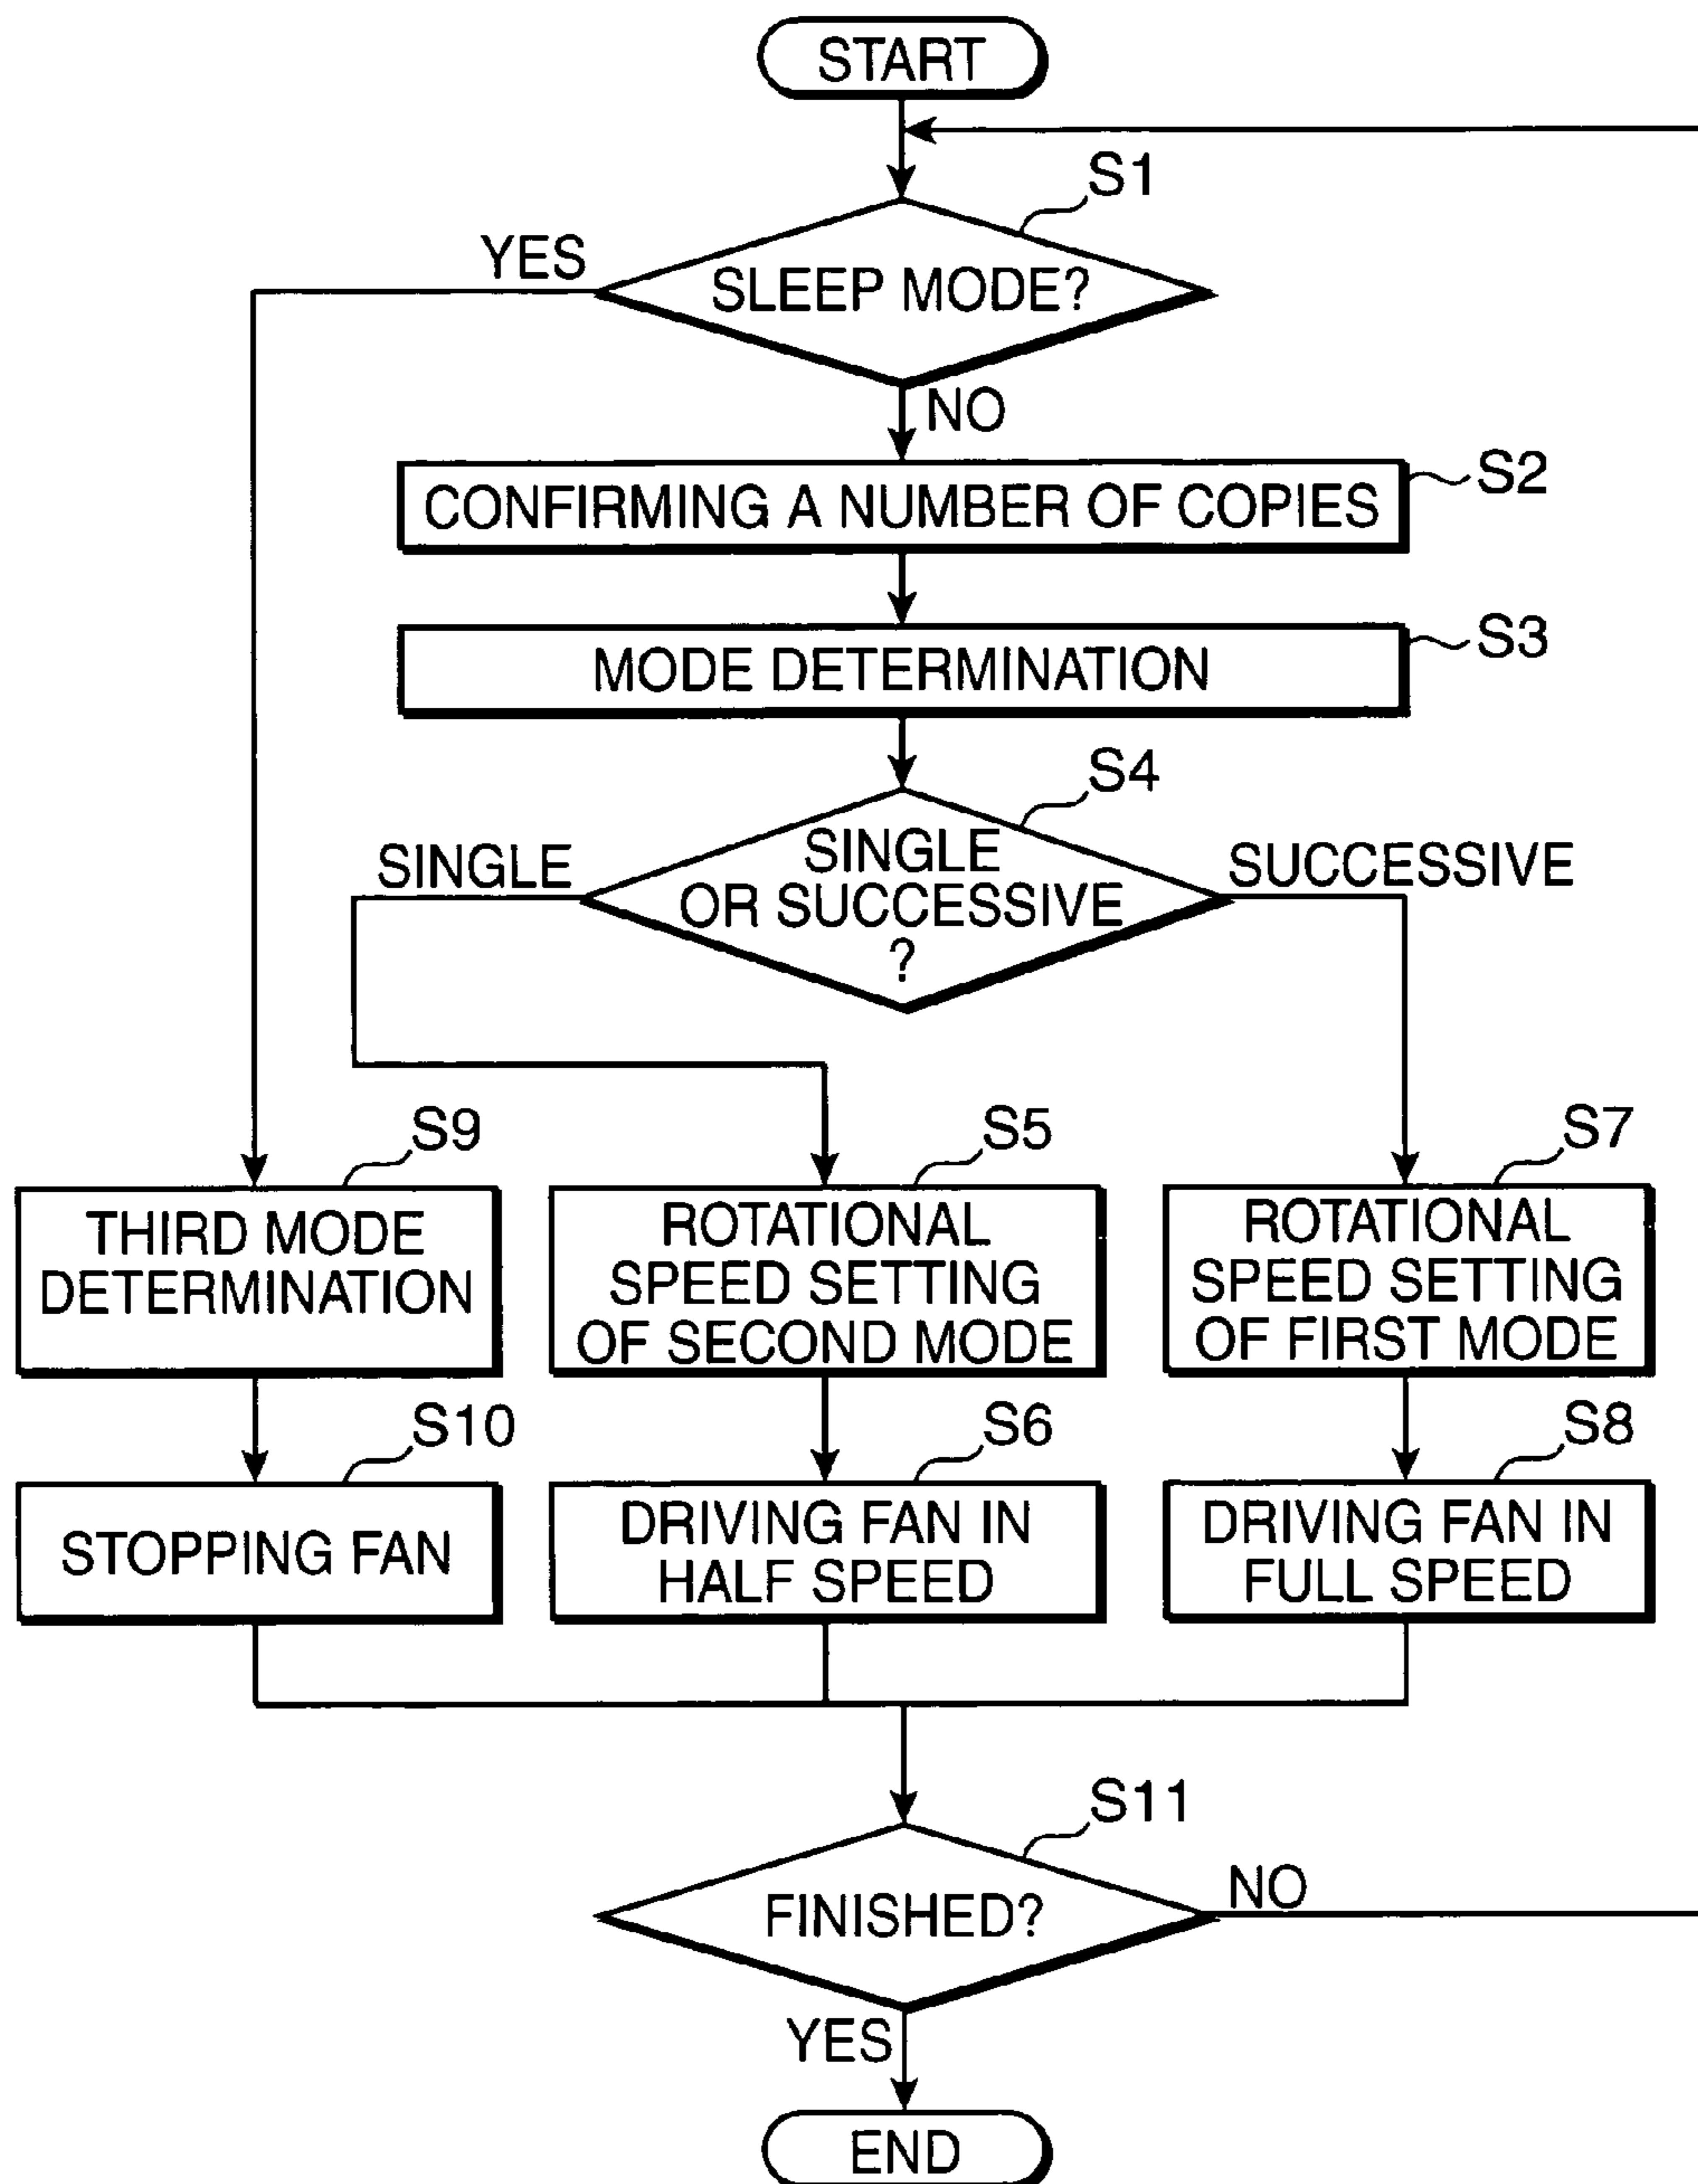 START
S1
YES
SLEEP MODE?
NO
S2
CONFIRMING A NUMBER OF COPIES
S3
MODE DETERMINATION
S4
SINGLE
SINGLE
OR SUCCESSIVE
?
SUCCESSIVE
S9
THIRD MODE
DETERMINATION
S5
ROTATIONAL
SPEED SETTING
OF SECOND MODE
S7
ROTATIONAL
SPEED SETTING
OF FIRST MODE
S10
STOPPING FAN
S6
DRIVING FAN IN
HALF SPEED
S8
DRIVING FAN IN
FULL SPEED
S11
FINISHED?
NO
YES
END